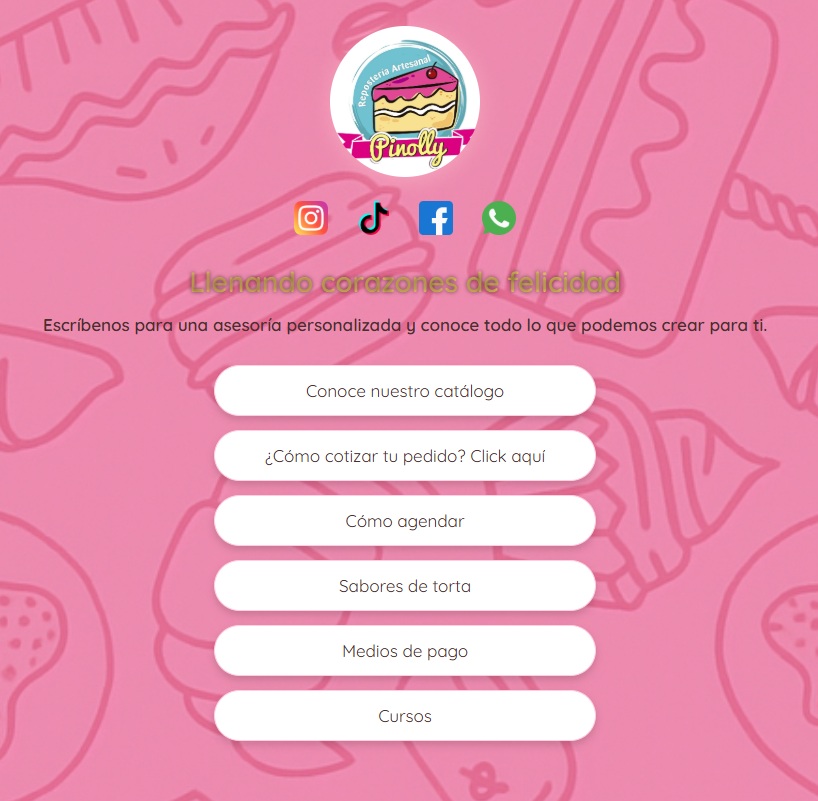 Repostería Artesanal
Pinolly
Llenando corazones de felicidad
Escríbenos para una asesoría personalizada y conoce todo lo que podemos crear para ti.
Conoce nuestro catálogo
¿Cómo cotizar tu pedido? Click aquí
Cómo agendar
Sabores de torta
Medios de pago
Cursos